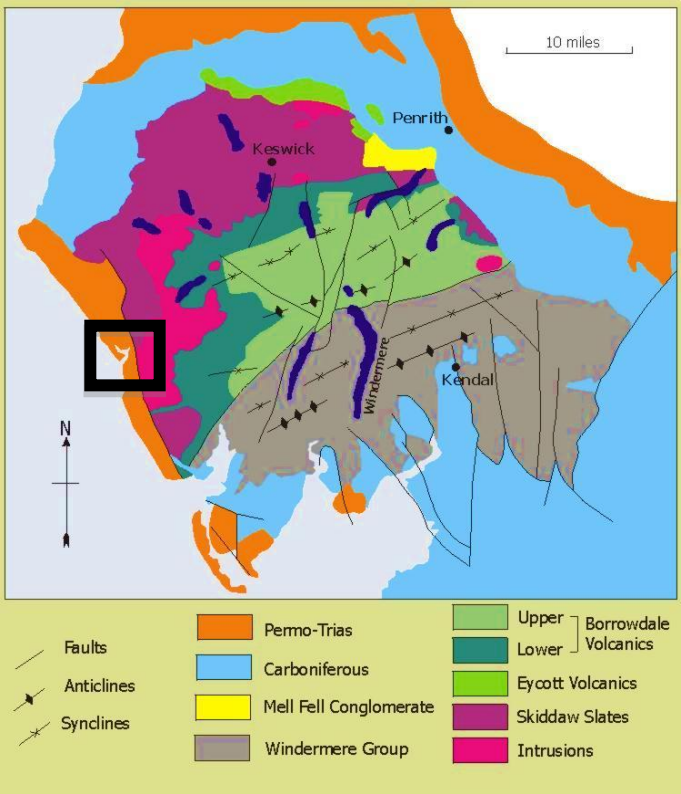 10 miles
Penrith
Keswick
Windermere
Kendal
N
Faults
Anticlines
Synclines
Permo-Trias
Carboniferous
Mell Fell Conglomerate
Windermere Group
Upper
Lower
Borrowdale
Volcanics
Eycott Volcanics
Skiddaw Slates
Intrusions